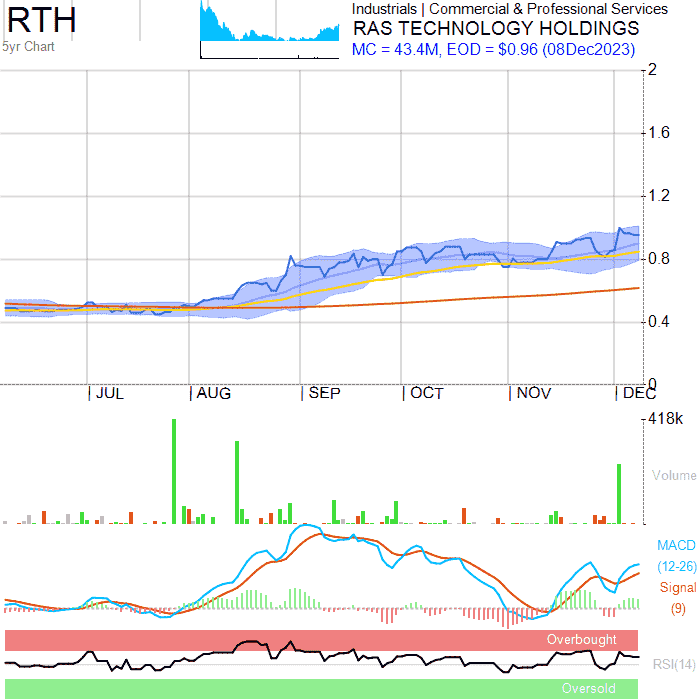 RTH
5yr Chart
Industrials | Commercial & Professional Services
RAS TECHNOLOGY HOLDINGS
MC = 43.4M, EOD = $0.96 (08Dec2023)
2
1.6
1.2
0.8
0.4
0
JUL AUG SEP OCT NOV DEC
418k
Volume
MACD
(12-26)
Signal
(9)
Overbought
RSI(14)
Oversold